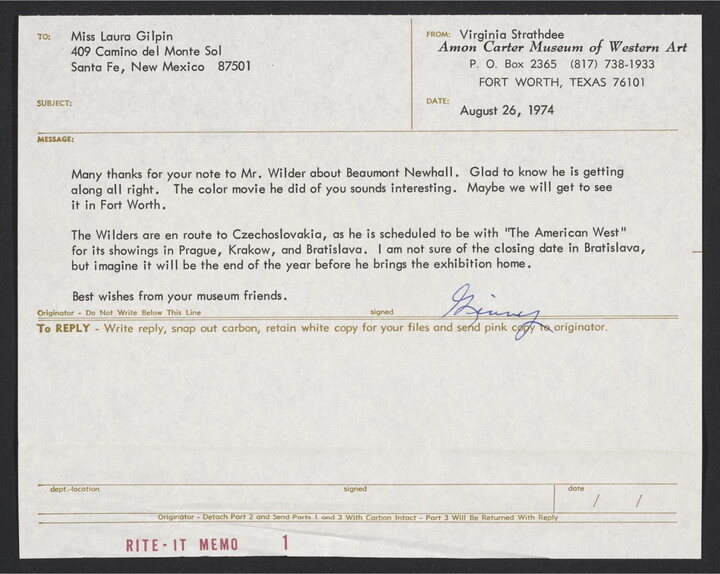 TO: Miss Laura Gilpin
409 Camino del Monte Sol
Santa Fe, New Mexico 87501
SUBJECT:
FROM: Virginia Strathdee
Amon Carter Museum of Western Art
P. O. Box 2365 (817) 738-1933
FORT WORTH, TEXAS 76101
DATE: August 26, 1974
MESSAGE:
Many thanks for your note to Mr. Wilder about Beaumont Newhall. Glad to know he is getting
along all right. The color movie he did of you sounds interesting. Maybe we will get to see
it in Fort Worth.
The Wilders are en route to Czechoslovakia, as he is scheduled to be with "The American West"
for its showings in Prague, Krakow, and Bratislava. I am not sure of the closing date in Bratislava,
but imagine it will be the end of the year before he brings the exhibition home.
Best wishes from your museum friends.
Originator - Do Not Write Below This Line signed Ginny
To REPLY - Write reply, snap out carbon, retain white copy for your files and send pink copy to originator.
dept.-location signed date / /
Originator - Detach Part 2 and Send Parts 1 and 3 With Carbon Intact - Part 3 Will Be Returned With Reply
RITE-IT MEMO 1